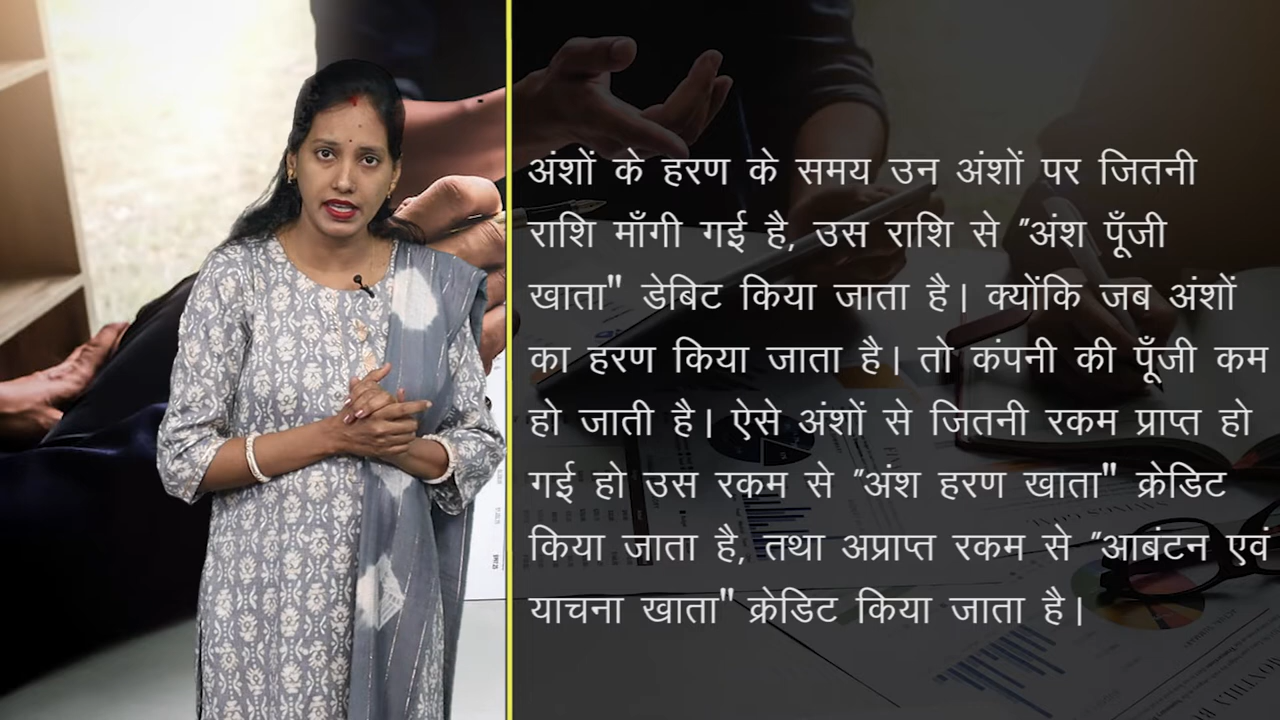 अंशों के हरण के समय उन अंशों पर जितनी
राशि माँगी गई है, उस राशि से "अंश पूँजी
खाता" डेबिट किया जाता है। क्योंकि जब अंशों
का हरण किया जाता है। तो कंपनी की पूँजी कम
हो जाती है। ऐसे अंशों से जितनी रकम प्राप्त हो
गई हो उस रकम से "अंश हरण खाता" क्रेडिट
किया जाता है, तथा अप्राप्त रकम से "आबंटन एवं
याचना खाता" क्रेडिट किया जाता है।